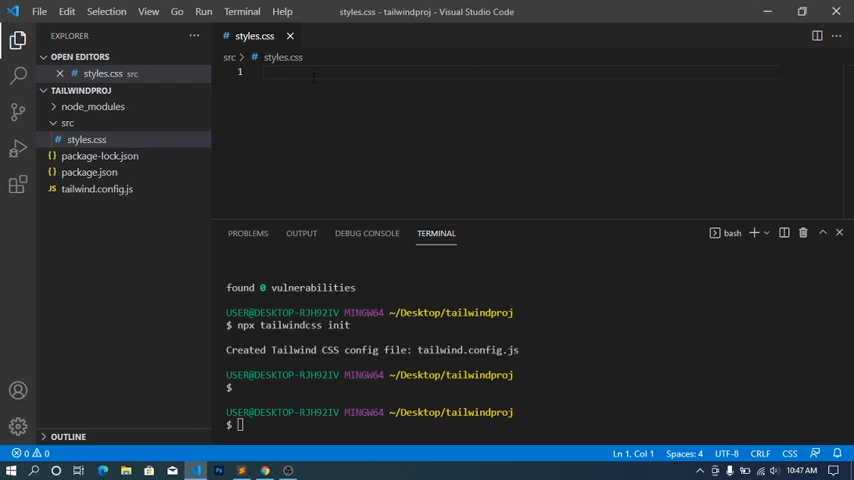 File Edit Selection View Go Run Terminal Help styles.css - tailwindproj - Visual Studio Code
EXPLORER ...
# styles.css
OPEN EDITORS
src > # styles.css
# styles.css src
1
TAILWINDPROJ
node_modules
src
# styles.css
{} package-lock.json
{} package.json
JS tailwind.config.js
PROBLEMS OUTPUT DEBUG CONSOLE TERMINAL bash
found 0 vulnerabilities
USER@DESKTOP-RJH92IV MINGW64 ~/Desktop/tailwindproj
$ npx tailwindcss init
Created Tailwind CSS config file: tailwind.config.js
USER@DESKTOP-RJH92IV MINGW64 ~/Desktop/tailwindproj
$
USER@DESKTOP-RJH92IV MINGW64 ~/Desktop/tailwindproj
$
OUTLINE
0 0 Ln 1, Col 1 Spaces: 4 UTF-8 CRLF CSS
Ps 10:47 AM